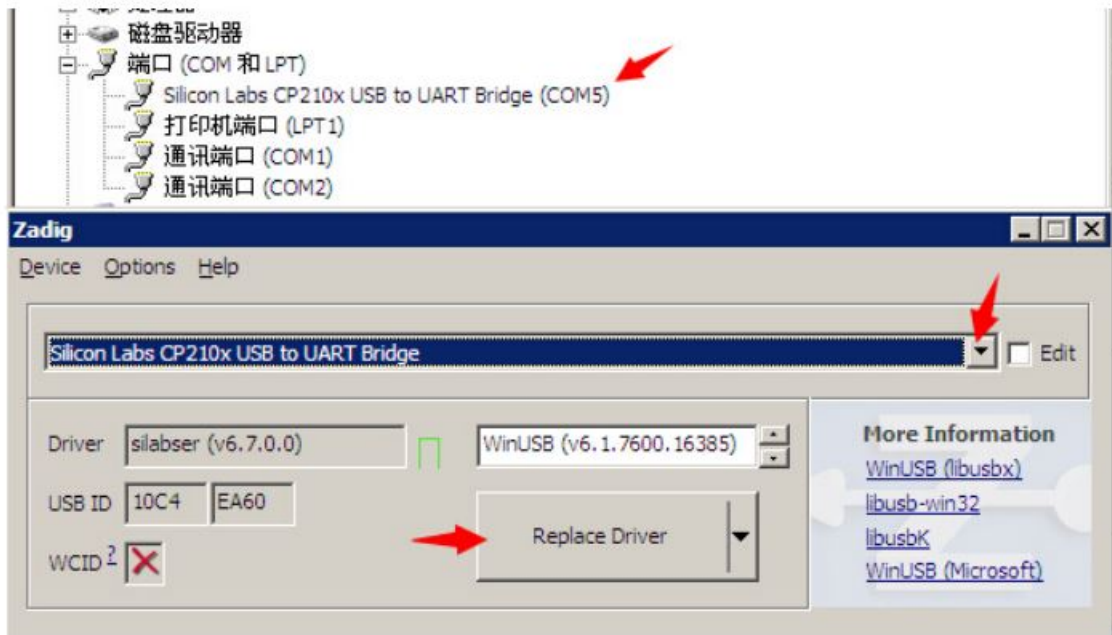 磁盘驱动器
端口 (COM 和 LPT)
Silicon Labs CP210x USB to UART Bridge (COM5)
打印机端口 (LPT1)
通讯端口 (COM1)
通讯端口 (COM2)
Zadig
Device Options Help
Silicon Labs CP210x USB to UART Bridge
Edit
Driver silabser (v6.7.0.0) WinUSB (v6.1.7600.16385)
USB ID 10C4 EA60
WCID ?
Replace Driver
More Information
WinUSB (libusbx)
libusb-win32
libusbK
WinUSB (Microsoft)